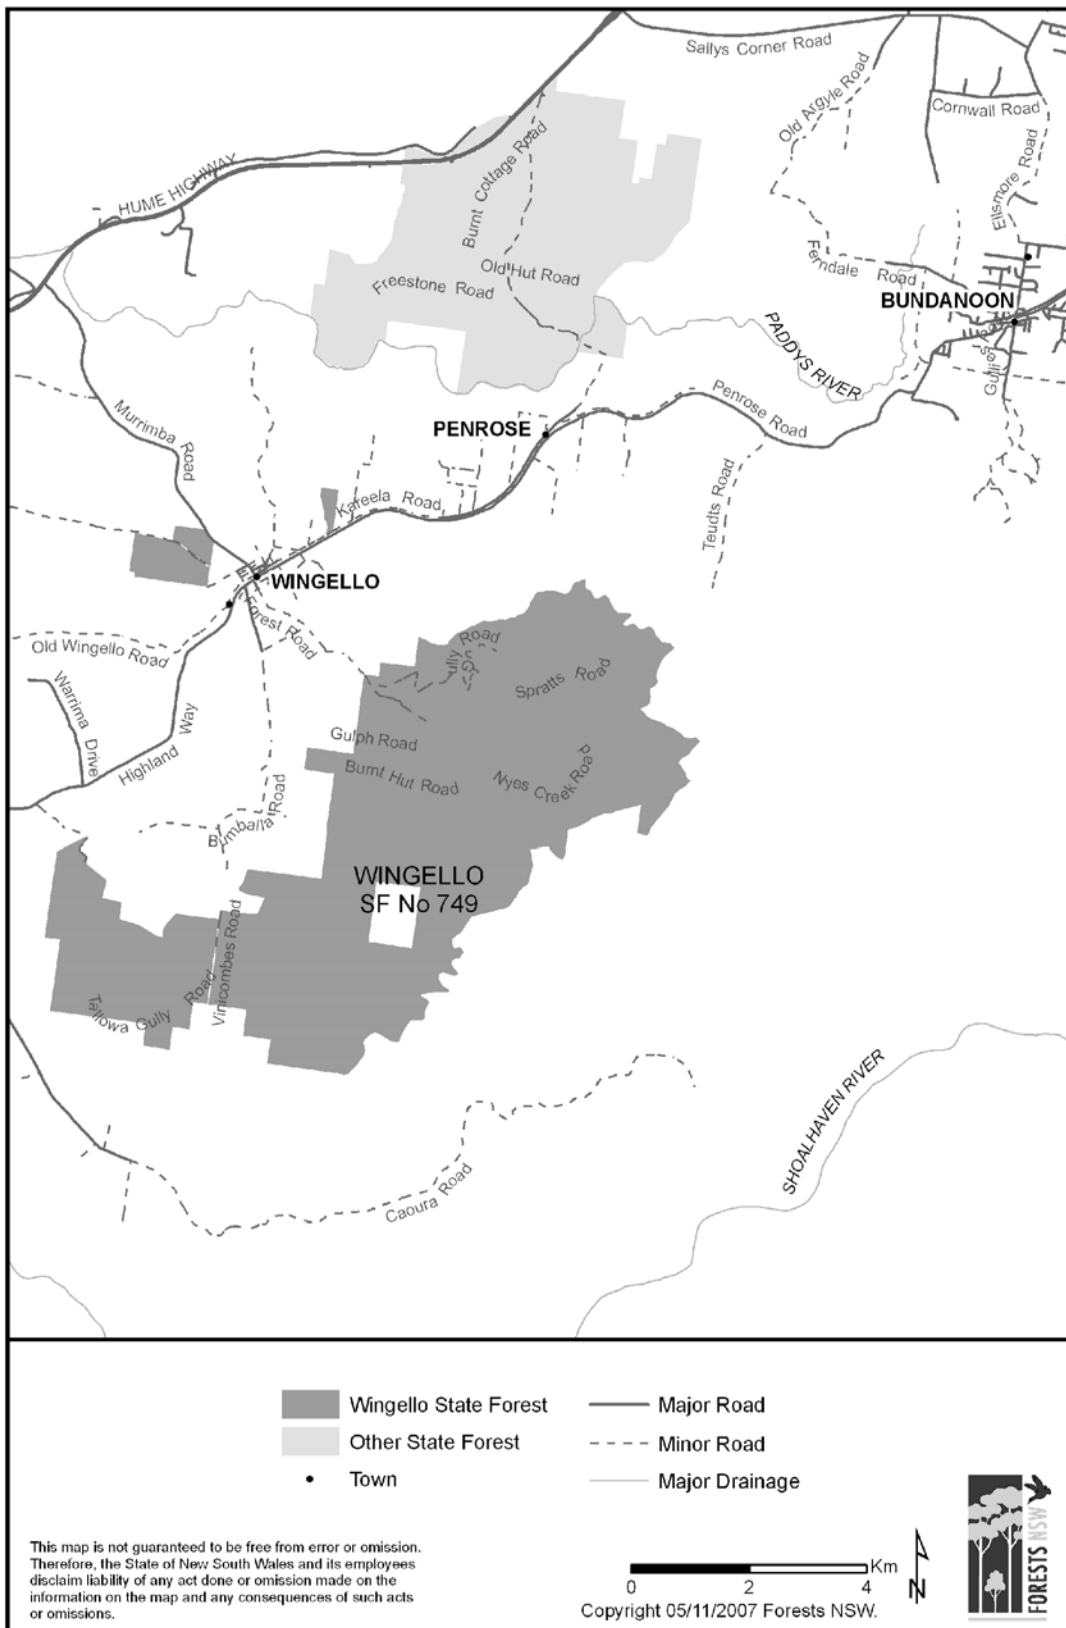 Sallys Corner Road
Old Argyle Road
Cornwall Road
Ellsmore Road
HUME HIGHWAY
Burnt Cottage Road
Old Hut Road
Freestone Road
Ferndale Road
BUNDANOON
PADDYS RIVER
Penrose Road
PENROSE
Murrimba Road
Kareela Road
Teudts Road
WINGELLO
Forest Road
Old Wingello Road
Warrima Drive
Highland Way
Road
Spratts Road
Gulph Road
Burnt Hut Road
Nyes Creek Road
Bumballa Road
WINGELLO
SF No 749
Vinicombes Road
Tallowa Gully Road
SHOALHAVEN RIVER
Caoura Road
Wingello State Forest
Other State Forest
Town
Major Road
Minor Road
Major Drainage
This map is not guaranteed to be free from error or omission.
Therefore, the State of New South Wales and its employees
disclaim liability of any act done or omission made on the
information on the map and any consequences of such acts
or omissions.
Km
0 2 4
Copyright 05/11/2007 Forests NSW.
N
FORESTS NSW